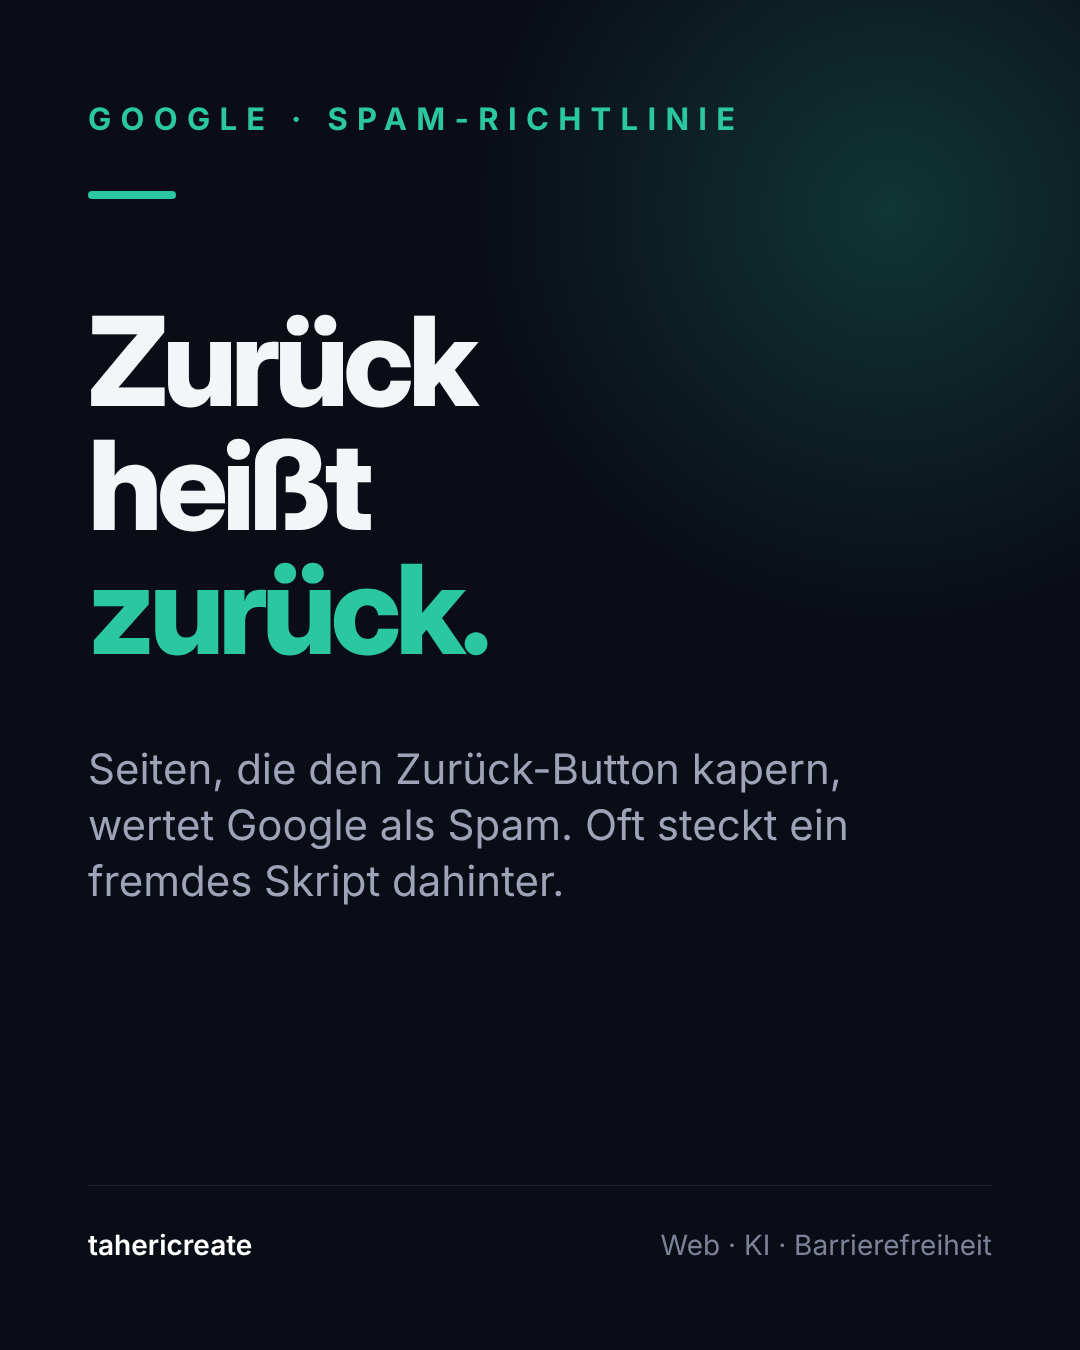 GOOGLE · SPAM-RICHTLINIE
Zurück
heißt
zurück.
Seiten, die den Zurück-Button kapern,
wertet Google als Spam. Oft steckt ein
fremdes Skript dahinter.
tahericreate
Web · KI · Barrierefreiheit